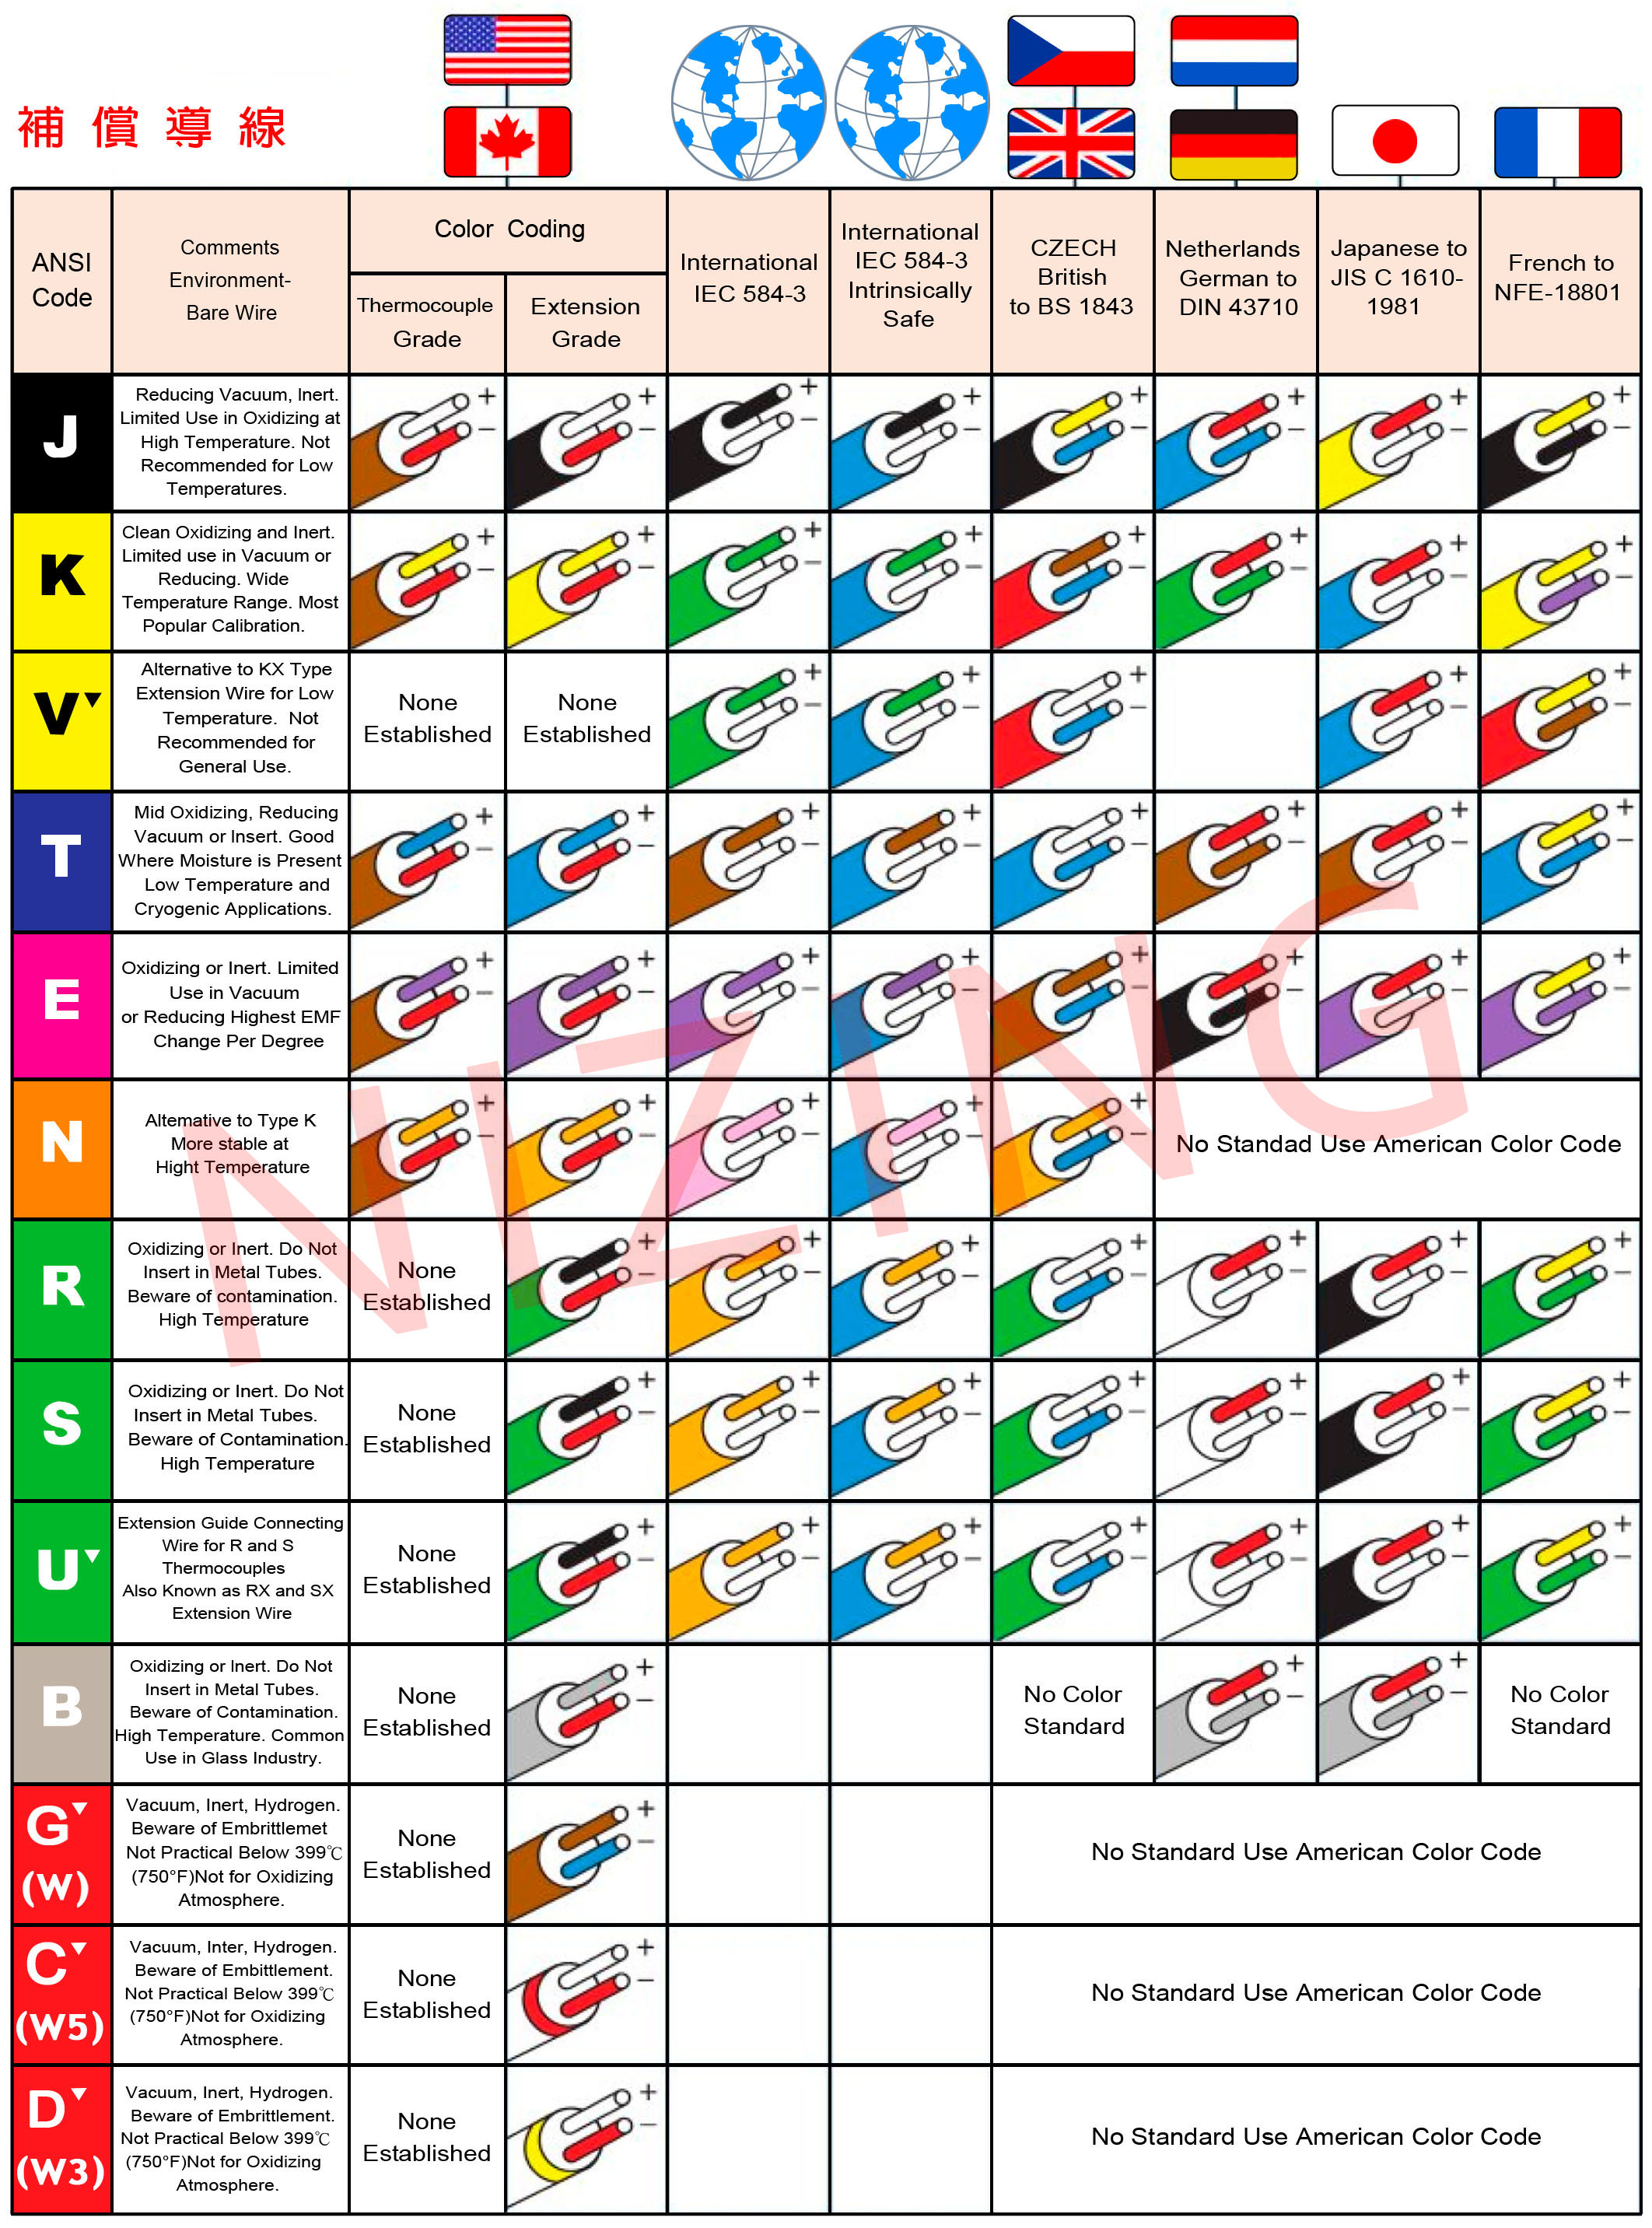 補償導線
ANSI
Code
Comments
Environment-
Bare Wire
Color Coding
Thermocouple
Grade
Extension
Grade
International
IEC 584-3
International
IEC 584-3
Intrinsically
Safe
CZECH
British
to BS 1843
Netherlands
German to
DIN 43710
Japanese to
JIS C 1610-
1981
French to
NFE-18801
J
Reducing Vacuum, Inert.
Limited Use in Oxidizing at
High Temperature. Not
Recommended for Low
Temperatures.
+
−
+
−
+
−
+
−
+
−
+
−
+
−
+
−
K
Clean Oxidizing and Inert.
Limited use in Vacuum or
Reducing. Wide
Temperature Range. Most
Popular Calibration.
+
−
+
−
+
−
+
−
+
−
+
−
+
−
+
−
V▼
Alternative to KX Type
Extension Wire for Low
Temperature. Not
Recommended for
General Use.
None
Established
None
Established
+
−
+
−
+
−
+
−
+
−
T
Mid Oxidizing, Reducing
Vacuum or Insert. Good
Where Moisture is Present
Low Temperature and
Cryogenic Applications.
+
−
+
−
+
−
+
−
+
−
+
−
+
−
+
−
E
Oxidizing or Inert. Limited
Use in Vacuum
or Reducing Highest EMF
Change Per Degree
+
−
+
−
+
−
+
−
+
−
+
−
+
−
+
−
N
Altemative to Type K
More stable at
Hight Temperature
+
−
+
−
+
−
+
−
+
−
No Standad Use American Color Code
NIZING
R
Oxidizing or Inert. Do Not
Insert in Metal Tubes.
Beware of contamination.
High Temperature
None
Established
+
−
+
−
+
−
+
−
+
−
+
−
+
−
S
Oxidizing or Inert. Do Not
Insert in Metal Tubes.
Beware of Contamination.
High Temperature
None
Established
+
−
+
−
+
−
+
−
+
−
+
−
+
−
U▼
Extension Guide Connecting
Wire for R and S
Thermocouples
Also Known as RX and SX
Extension Wire
None
Established
+
−
+
−
+
−
+
−
+
−
+
−
+
−
B
Oxidizing or Inert. Do Not
Insert in Metal Tubes.
Beware of Contamination.
High Temperature. Common
Use in Glass Industry.
None
Established
+
−
No Color
Standard
+
−
+
−
No Color
Standard
G▼
(W)
Vacuum, Inert, Hydrogen.
Beware of Embrittlemet
Not Practical Below 399℃
(750°F)Not for Oxidizing
Atmosphere.
None
Established
+
−
No Standard Use American Color Code
C▼
(W5)
Vacuum, Inter, Hydrogen.
Beware of Embittlement.
Not Practical Below 399℃
(750°F)Not for Oxidizing
Atmosphere.
None
Established
+
−
No Standard Use American Color Code
D▼
(W3)
Vacuum, Inert, Hydrogen.
Beware of Embrittlement.
Not Practical Below 399℃
(750°F)Not for Oxidizing
Atmosphere.
None
Established
+
−
No Standard Use American Color Code